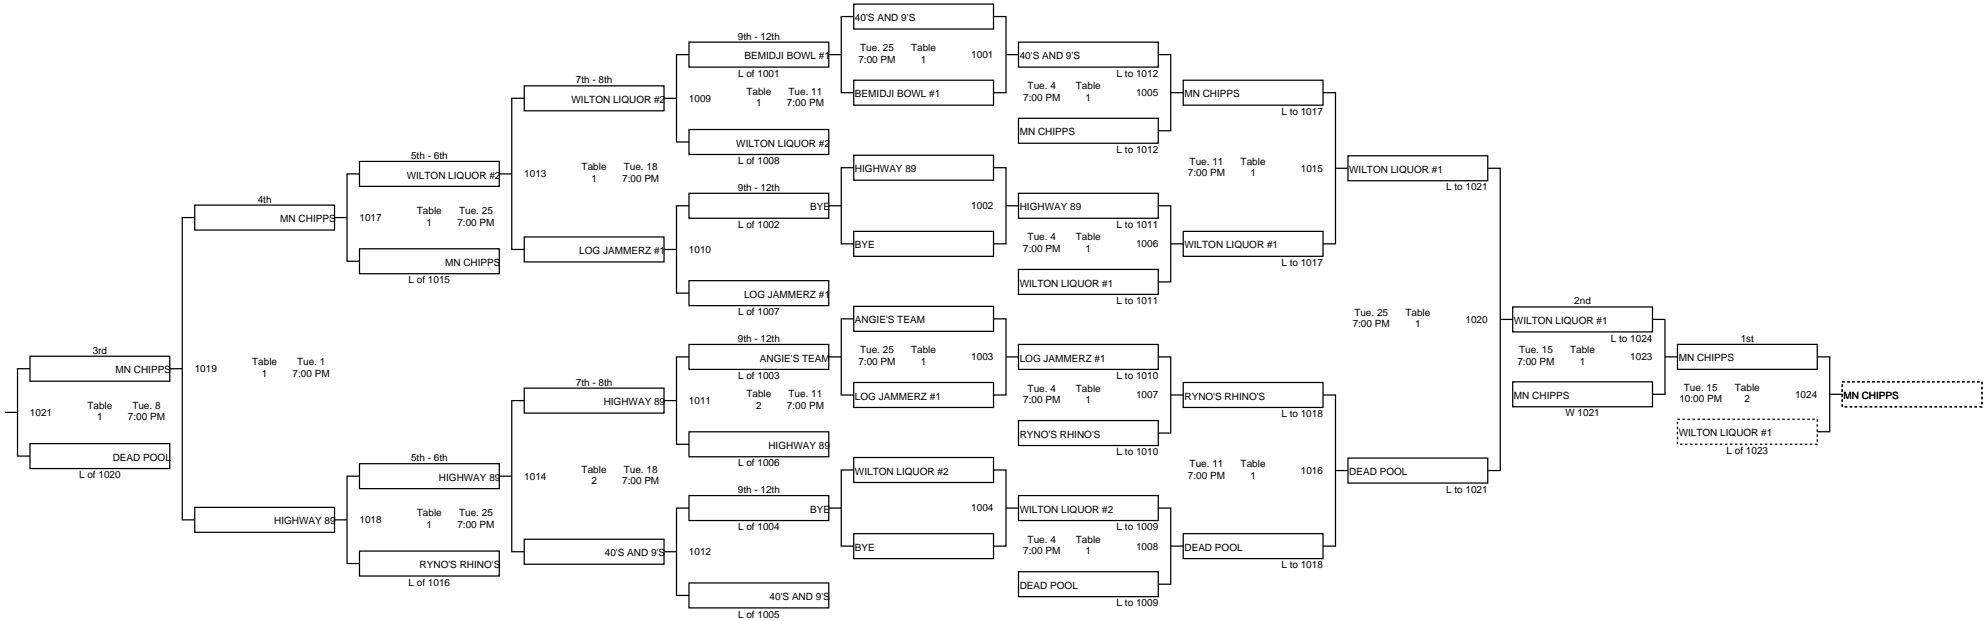 40'S AND 9'S
9th - 12th
BEMIDJI BOWL #1
L of 1001
Tue. 25 Table
7:00 PM 1
1001
40'S AND 9'S
L to 1012
BEMIDJI BOWL #1
7th - 8th
WILTON LIQUOR #2
1009
Table Tue. 11
1 7:00 PM
Tue. 4 Table
7:00 PM 1
1005
MN CHIPPS
L to 1017
MN CHIPPS
L to 1012
WILTON LIQUOR #2
L of 1008
5th - 6th
WILTON LIQUOR #2
1013
Table Tue. 18
1 7:00 PM
HIGHWAY 89
Tue. 11 Table
7:00 PM 1
1015
WILTON LIQUOR #1
L to 1021
4th
MN CHIPPS
1017
Table Tue. 25
1 7:00 PM
9th - 12th
BYE
L of 1002
1002
HIGHWAY 89
L to 1011
BYE
LOG JAMMERZ #1
1010
Tue. 4 Table
7:00 PM 1
1006
WILTON LIQUOR #1
L to 1017
MN CHIPPS
L of 1015
WILTON LIQUOR #1
L to 1011
LOG JAMMERZ #1
L of 1007
ANGIE'S TEAM
Tue. 25 Table
7:00 PM 1
1020
2nd
WILTON LIQUOR #1
L to 1024
3rd
MN CHIPPS
1019
Table Tue. 1
1 7:00 PM
9th - 12th
ANGIE'S TEAM
L of 1003
Tue. 25 Table
7:00 PM 1
1003
LOG JAMMERZ #1
L to 1010
Tue. 15 Table
7:00 PM 1
1023
1st
MN CHIPPS
7th - 8th
HIGHWAY 89
1011
Table Tue. 11
2 7:00 PM
LOG JAMMERZ #1
Tue. 4 Table
7:00 PM 1
1007
RYNO'S RHINO'S
L to 1018
MN CHIPPS
W 1021
Tue. 15 Table
10:00 PM 2
1024
MN CHIPPS
1021
Table Tue. 8
1 7:00 PM
RYNO'S RHINO'S
L to 1010
WILTON LIQUOR #1
L of 1023
DEAD POOL
L of 1020
HIGHWAY 89
L of 1006
5th - 6th
HIGHWAY 89
1014
Table Tue. 18
2 7:00 PM
WILTON LIQUOR #2
Tue. 11 Table
7:00 PM 1
1016
DEAD POOL
L to 1021
HIGHWAY 89
1018
Table Tue. 25
1 7:00 PM
9th - 12th
BYE
L of 1004
1004
WILTON LIQUOR #2
L to 1009
BYE
40'S AND 9'S
1012
Tue. 4 Table
7:00 PM 1
1008
DEAD POOL
L to 1018
RYNO'S RHINO'S
L of 1016
DEAD POOL
L to 1009
40'S AND 9'S
L of 1005